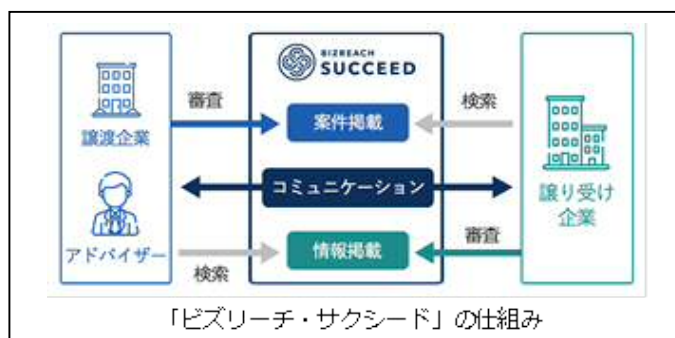 BIZREACH
SUCCEED
審査
検索
案件掲載
譲渡企業
コミュニケーション
譲り受け
企業
アドバイザー
情報掲載
審査
検索
「ビズリーチ・サクシード」の仕組み